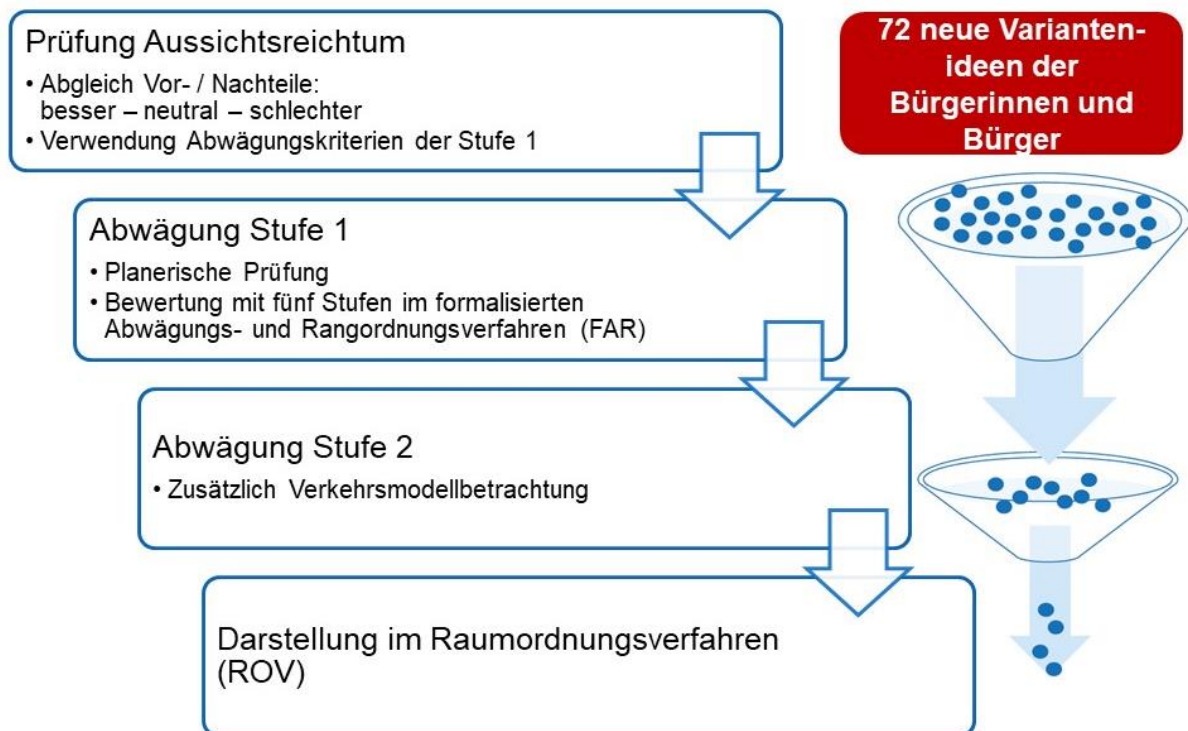 Prüfung Aussichtsreichtum
• Abgleich Vor- / Nachteile:
besser – neutral – schlechter
• Verwendung Abwägungskriterien der Stufe 1
72 neue Varianten-
ideen der
Bürgerinnen und
Bürger
Abwägung Stufe 1
• Planerische Prüfung
• Bewertung mit fünf Stufen im formalisierten
Abwägungs- und Rangordnungsverfahren (FAR)
Abwägung Stufe 2
• Zusätzlich Verkehrsmodellbetrachtung
Darstellung im Raumordnungsverfahren
(ROV)